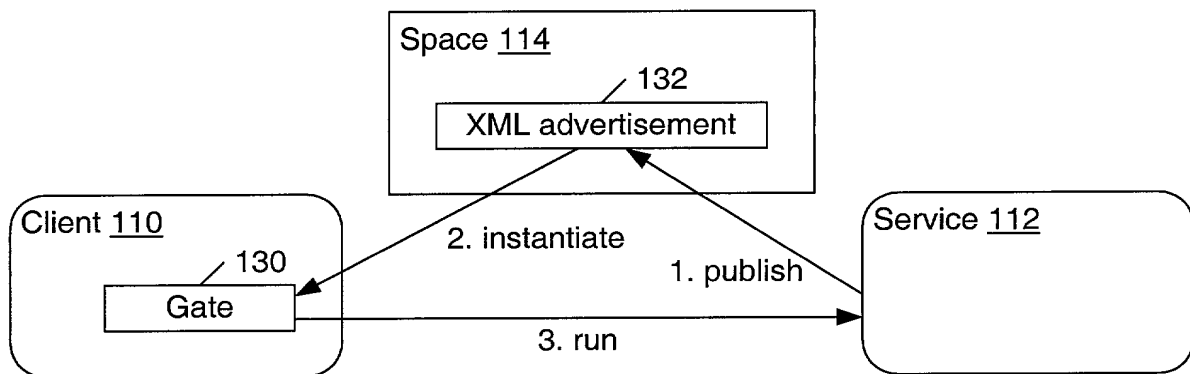 Space 114
132
XML advertisement
Client 110
130
Gate
2. instantiate
1. publish
Service 112
3. run